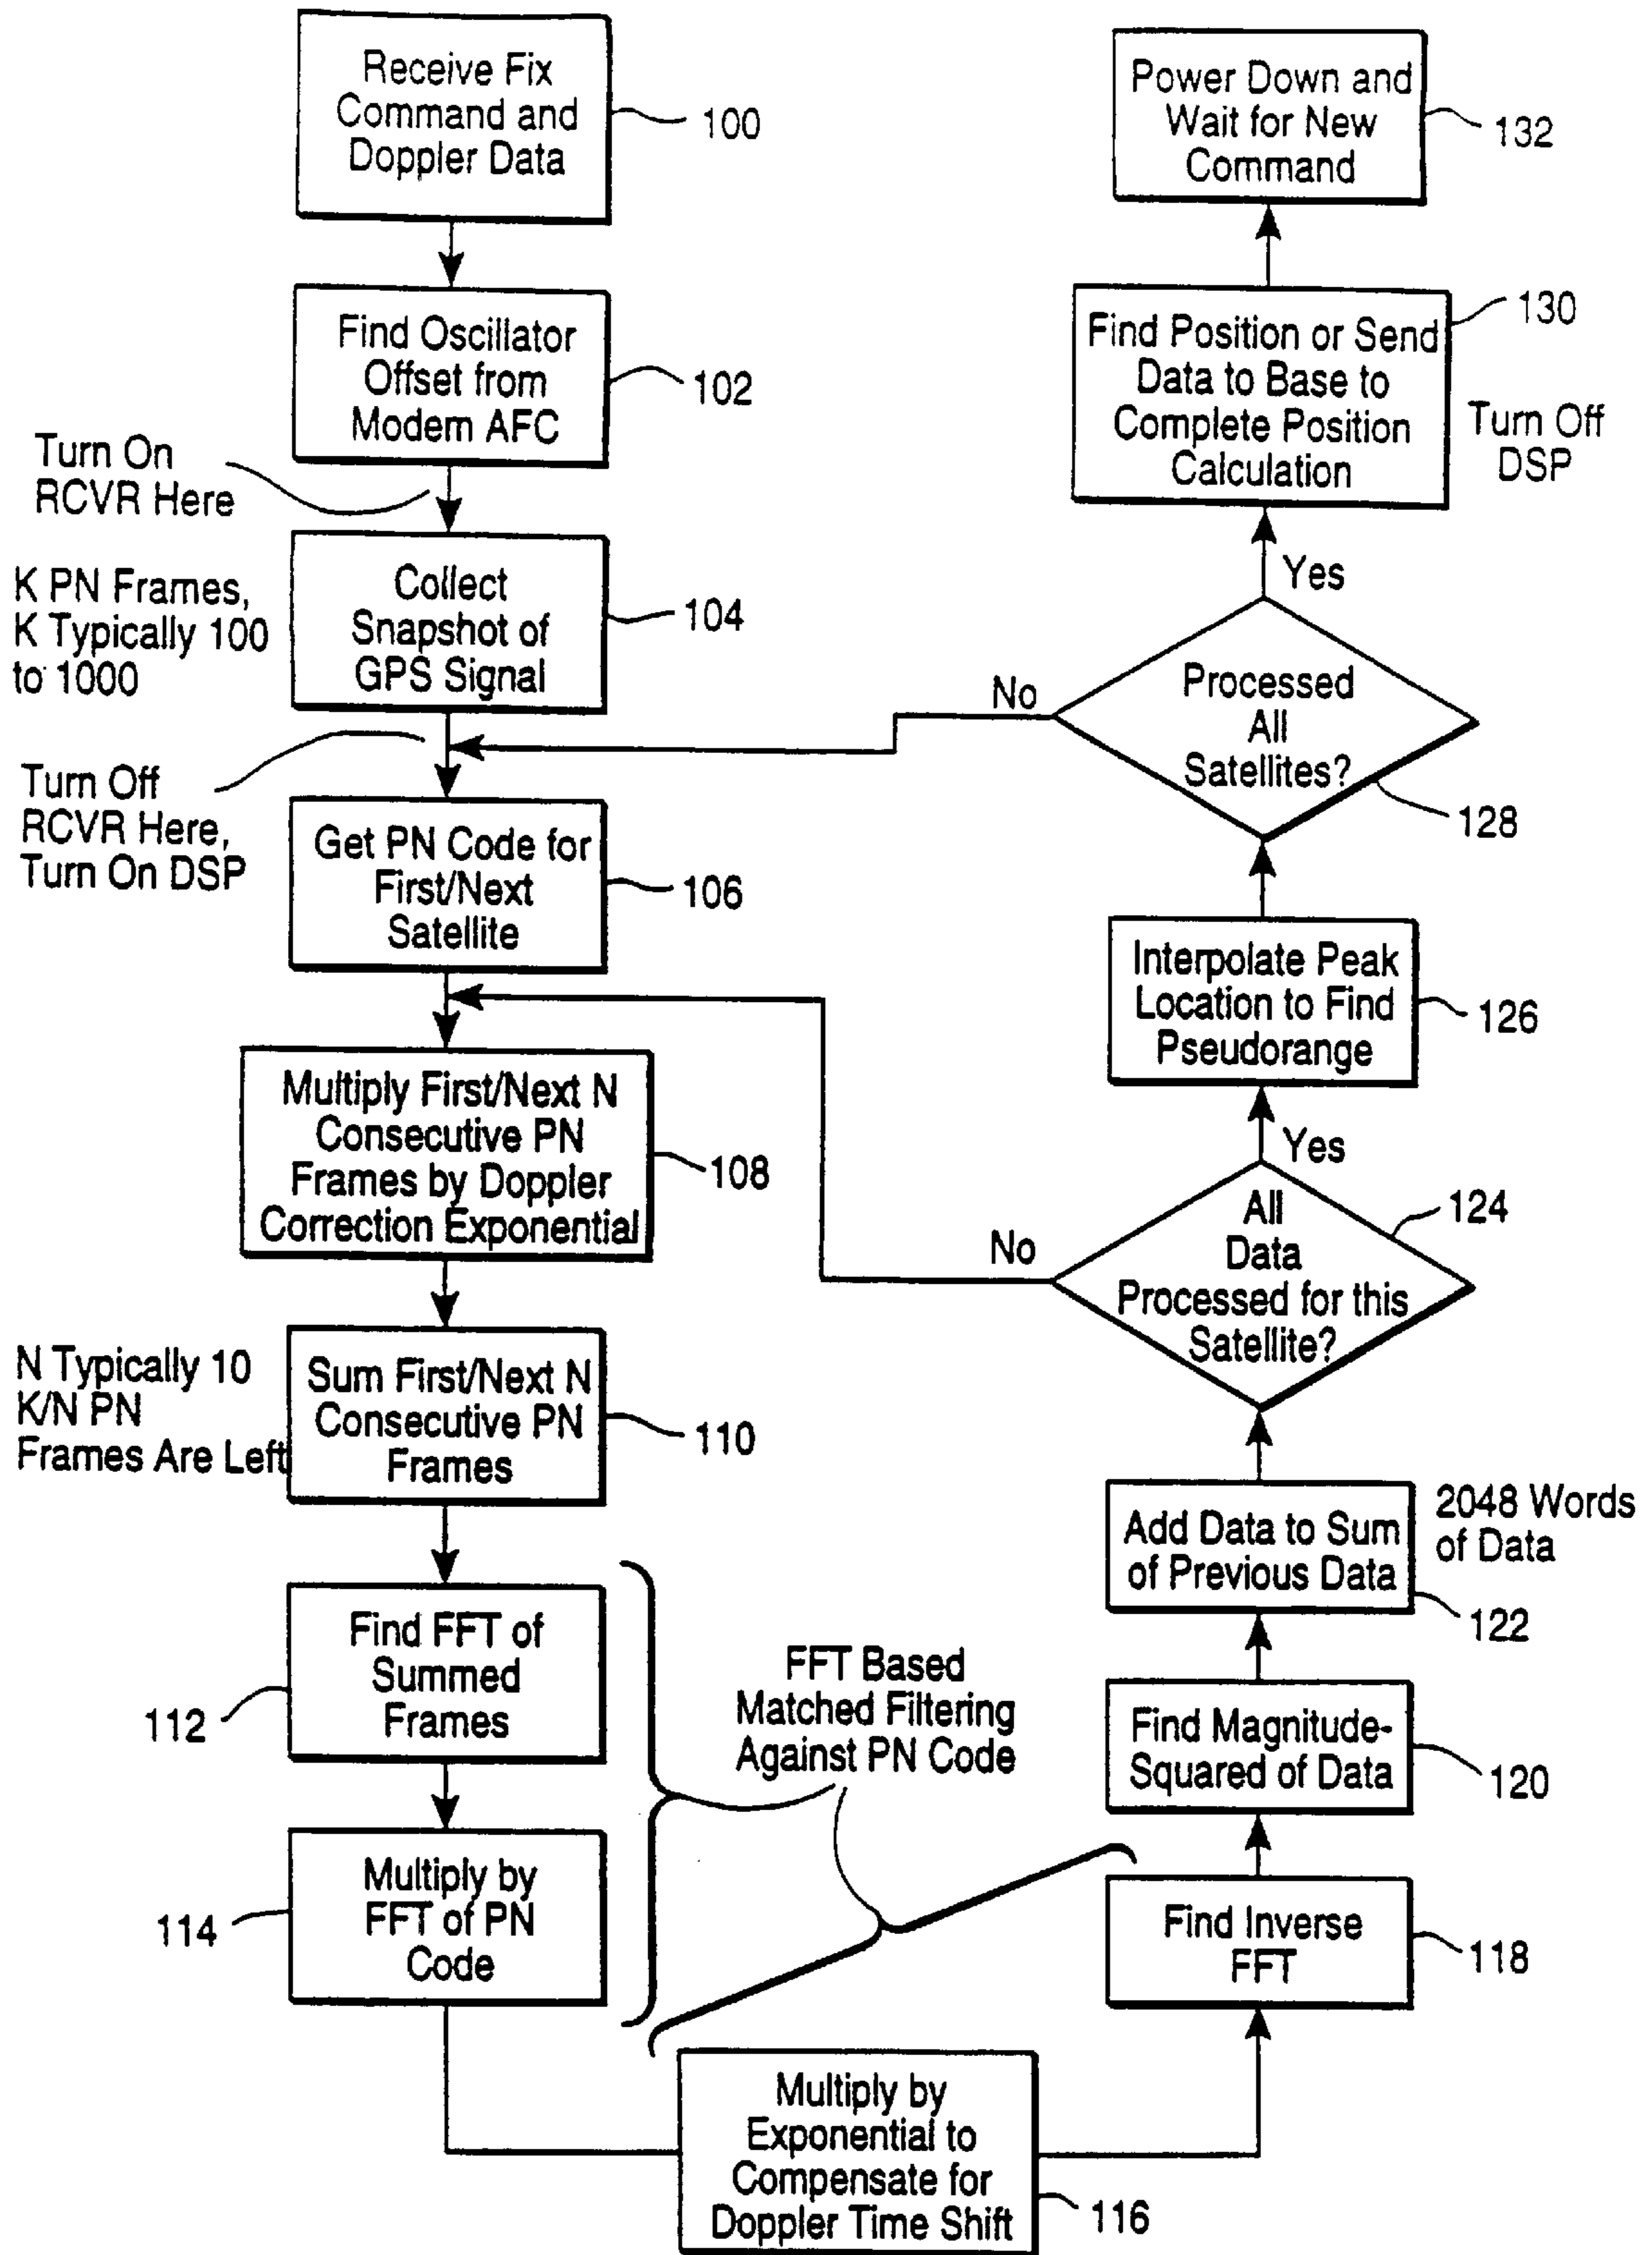 Receive Fix
Command and
Doppler Data
100
Find Oscillator
Offset from
Modem AFC
102
Turn On
RCVR Here
K PN Frames,
K Typically 100
to 1000
Collect
Snapshot of
GPS Signal
104
Turn Off
RCVR Here,
Turn On DSP
Get PN Code for
First/Next
Satellite
106
Multiply First/Next N
Consecutive PN
Frames by Doppler
Correction Exponential
108
N Typically 10
K/N PN
Frames Are Left
Sum First/Next N
Consecutive PN
Frames
110
Find FFT of
Summed
Frames
112
Multiply by
FFT of PN
Code
114
FFT Based
Matched Filtering
Against PN Code
Multiply by
Exponential to
Compensate for
Doppler Time Shift
116
Find Inverse
FFT
118
Find Magnitude-
Squared of Data
120
Add Data to Sum
of Previous Data
2048 Words
of Data
122
All
Data
Processed for this
Satellite?
124
No
Yes
Interpolate Peak
Location to Find
Pseudorange
126
Processed
All
Satellites?
128
No
Yes
Find Position or Send
Data to Base to
Complete Position
Calculation
130
Turn Off
DSP
Power Down and
Wait for New
Command
132